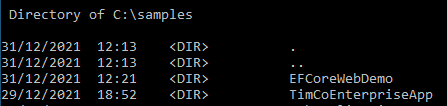 Directory of C:\samples
31/12/2021  12:13    <DIR>          .
31/12/2021  12:13    <DIR>          ..
31/12/2021  12:21    <DIR>          EFCoreWebDemo
29/12/2021  18:52    <DIR>          TimCoEnterpriseApp